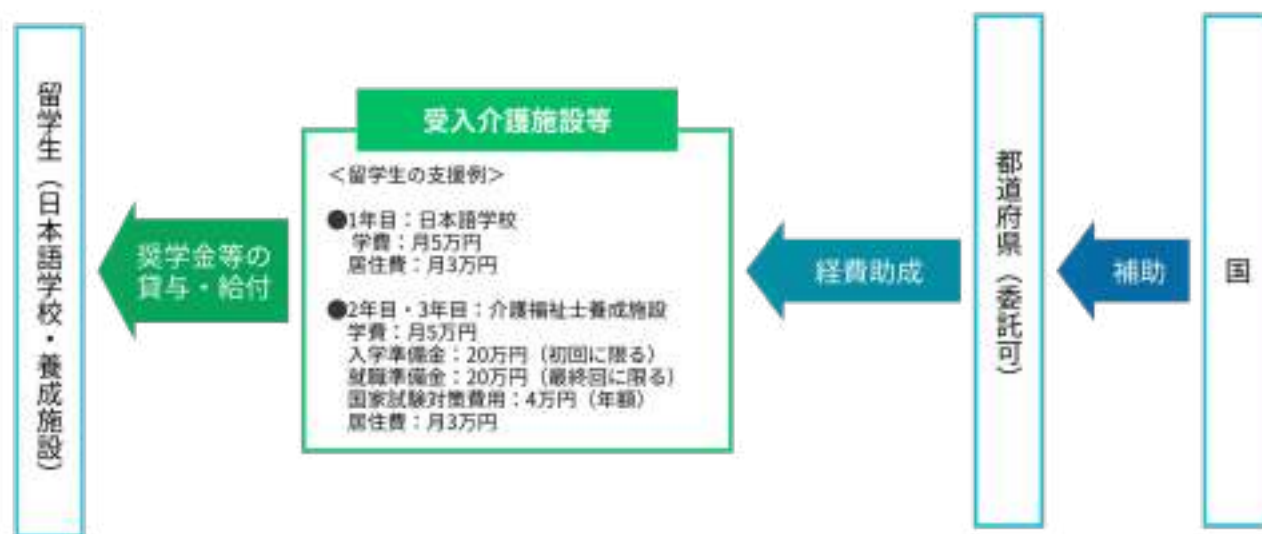 留学生（日本語学校・養成施設）
奨学金等の
貸与・給付
受入介護施設等
＜留学生の支援例＞
●1年目：日本語学校
学費：月5万円
居住費：月3万円
●2年目・3年目：介護福祉士養成施設
学費：月5万円
入学準備金：20万円（初回に限る）
就職準備金：20万円（最終回に限る）
国家試験対策費用：4万円（年額）
居住費：月3万円
経費助成
都道府県（委託可）
補助
国